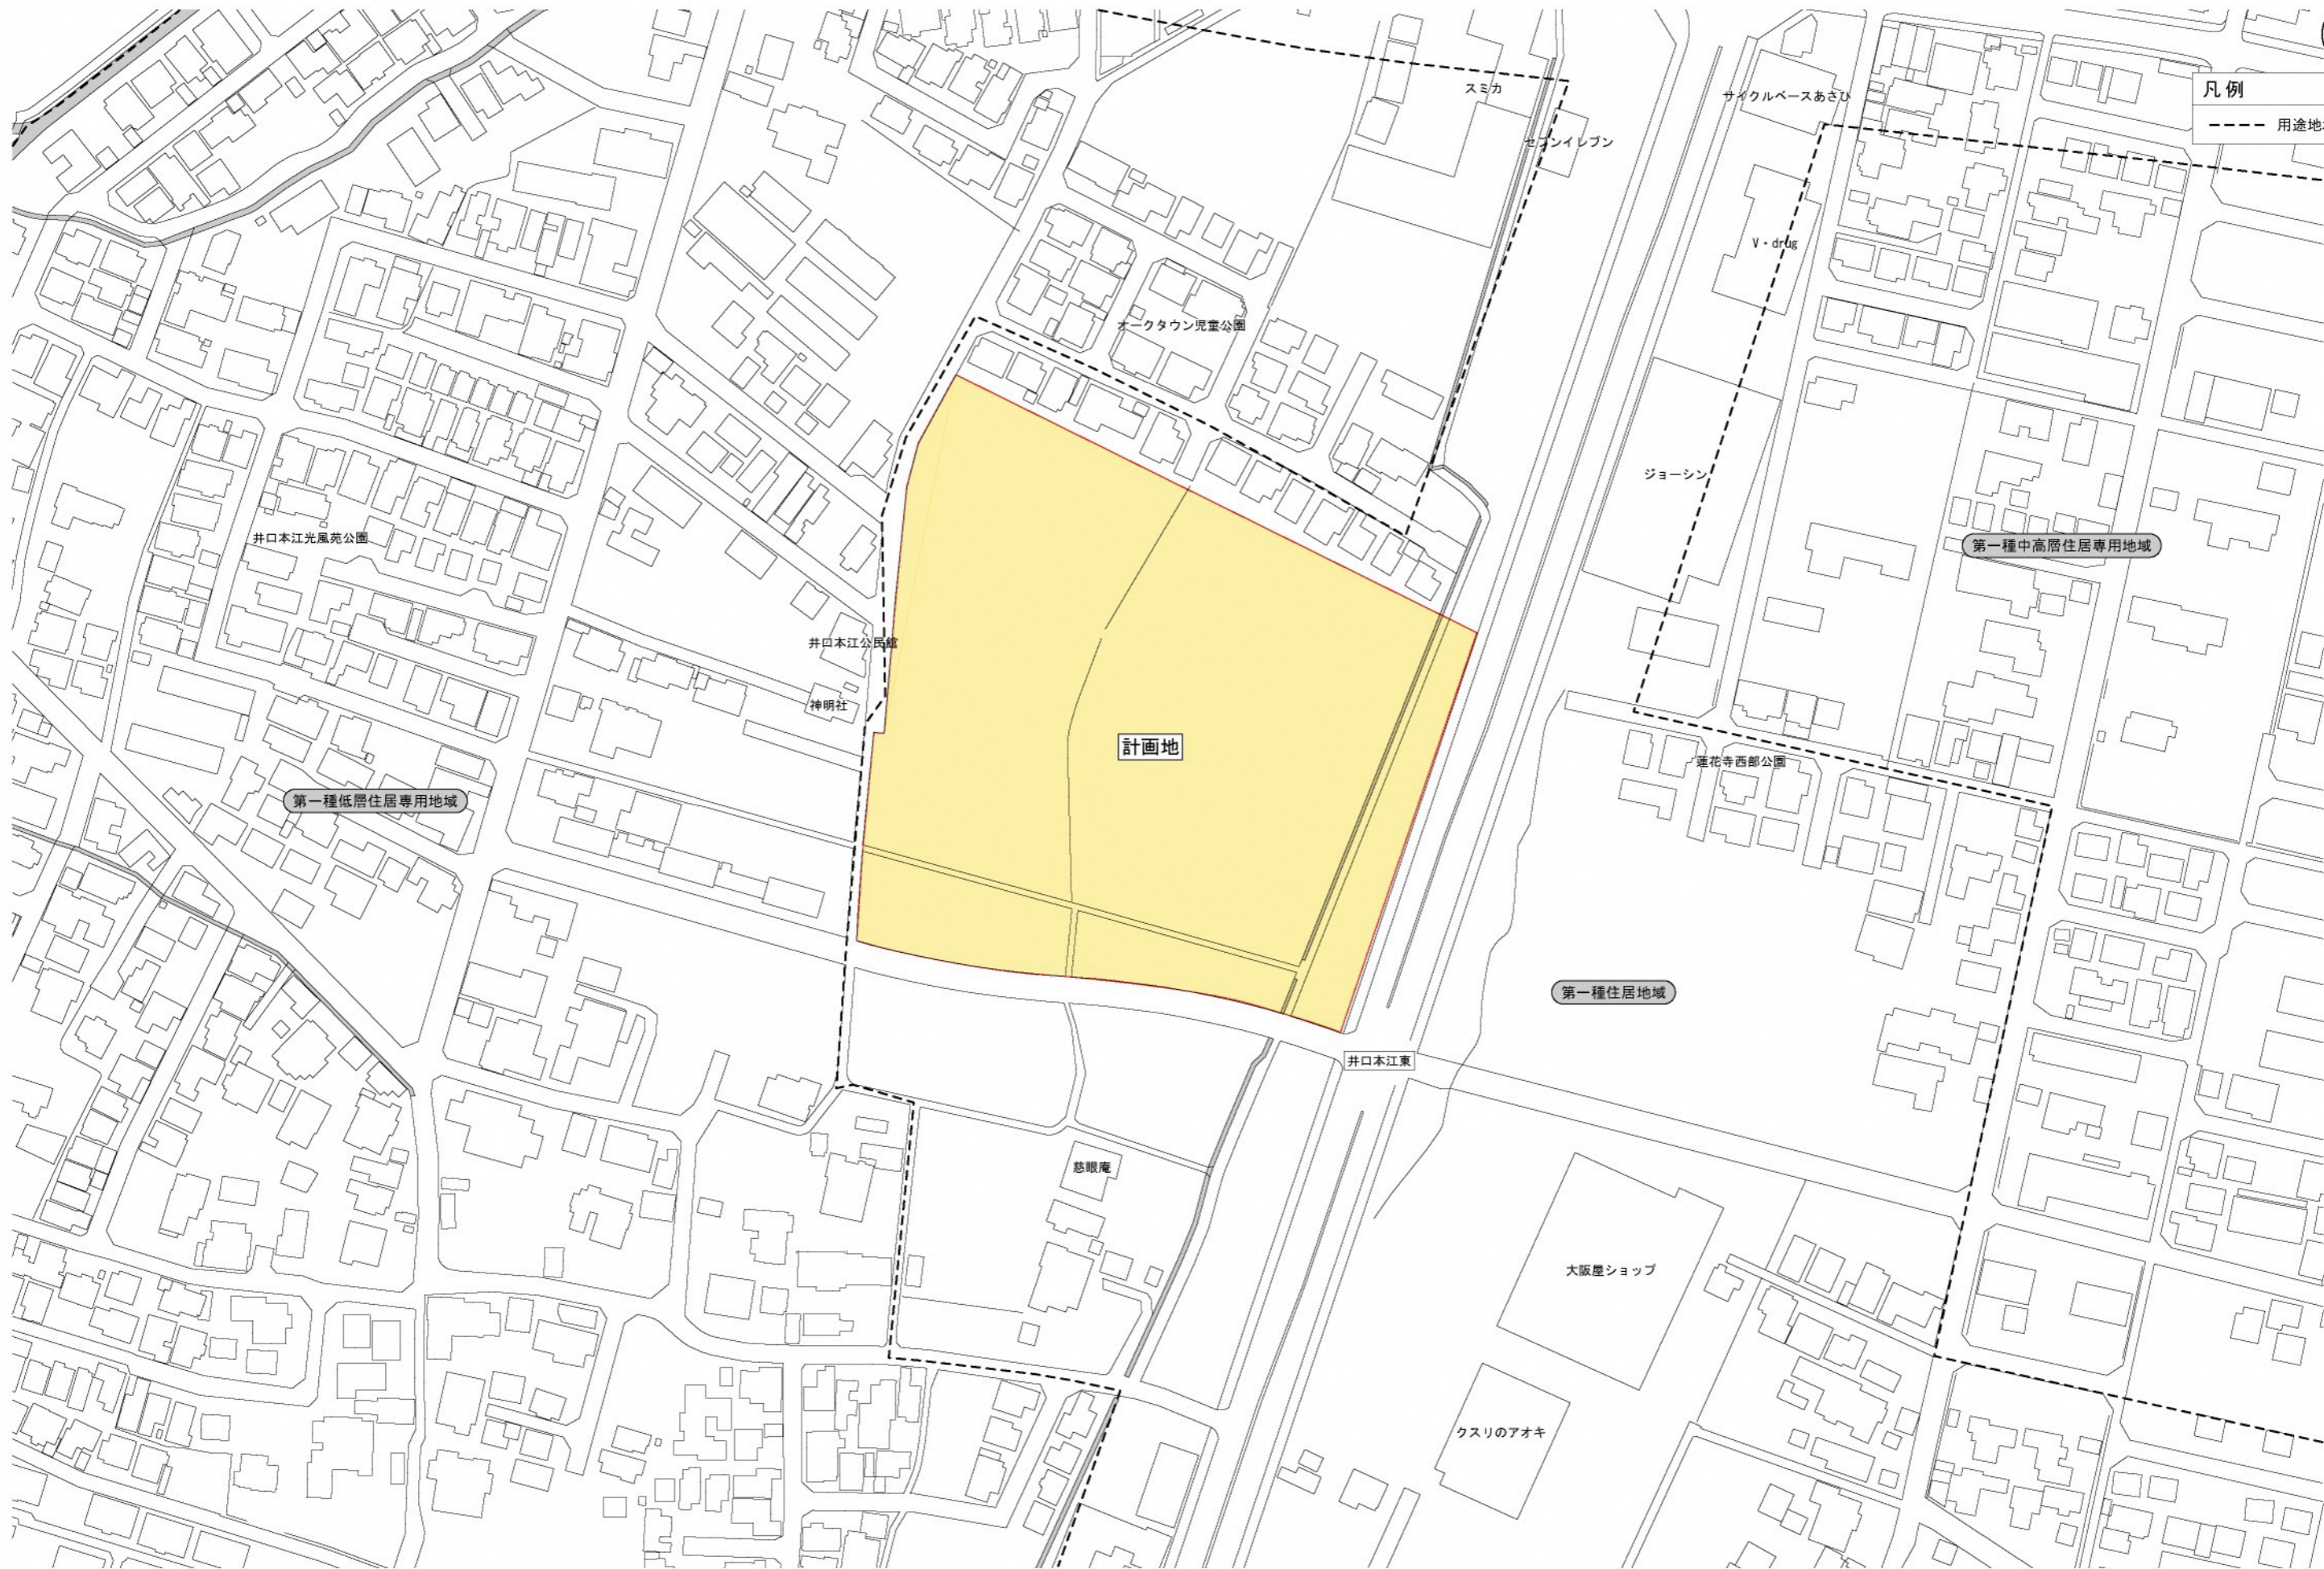 スミカ
サイクルベースあさひ
凡例
用途地
セブンイレブン
V・drug
オークタウン児童公園
ジョーシン
井口本江光風苑公園
第一種中高層住居専用地域
井口本江公民館
神明社
計画地
蓮花寺西部公園
第一種低層住居専用地域
第一種住居地域
井口本江東
慈眼庵
大阪屋ショップ
クスリのアオキ